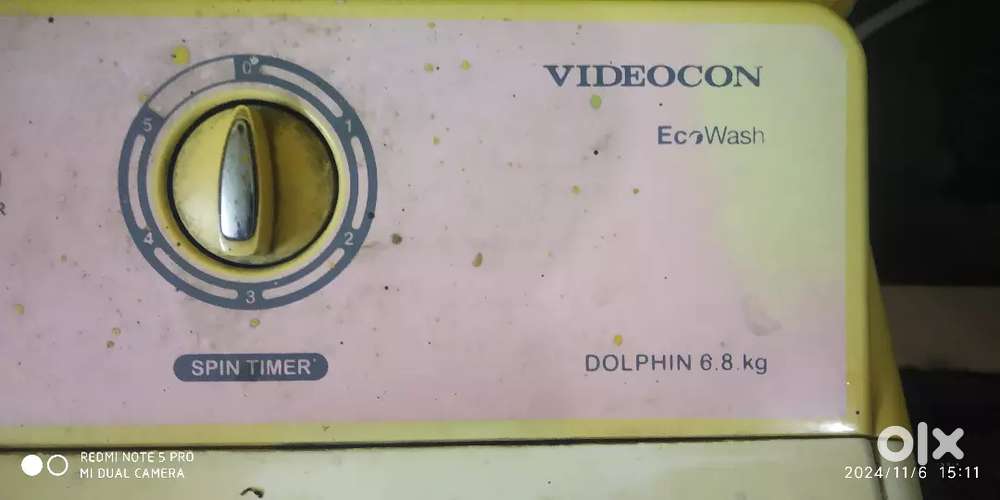 VIDEOCON
EcoWash
0
1
2
3
4
5
R
SPIN TIMER
DOLPHIN 6.8 kg
olx
REDMI NOTE 5 PRO
MI DUAL CAMERA
2024/11/6 15:11